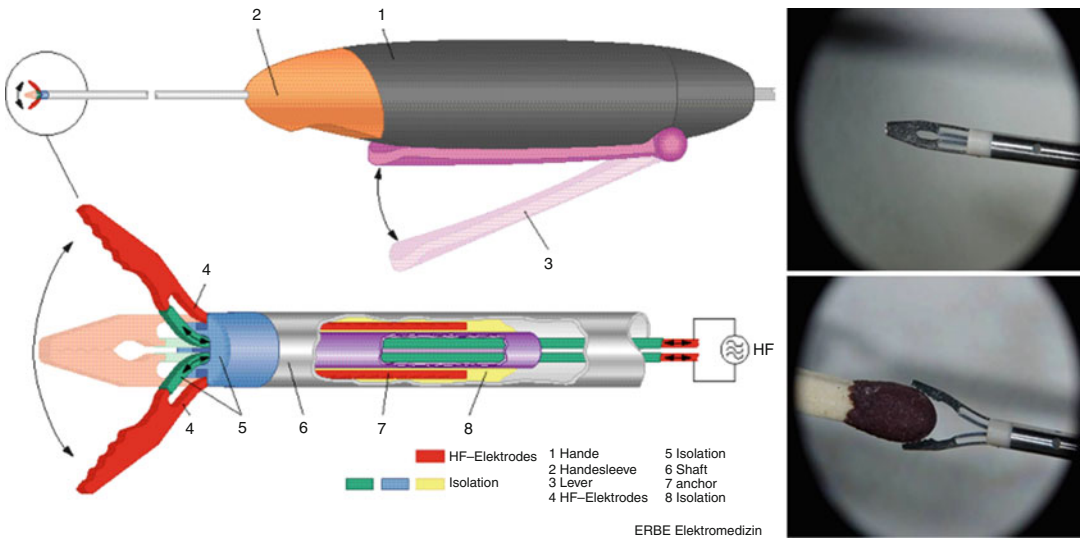 2
1
3
4
4
5
6
7
8
HF
HF–Elektrodes
Isolation
1 Hande
2 Handesleeve
3 Lever
4 HF–Elektrodes
5 Isolation
6 Shaft
7 anchor
8 Isolation
ERBE Elektromedizin